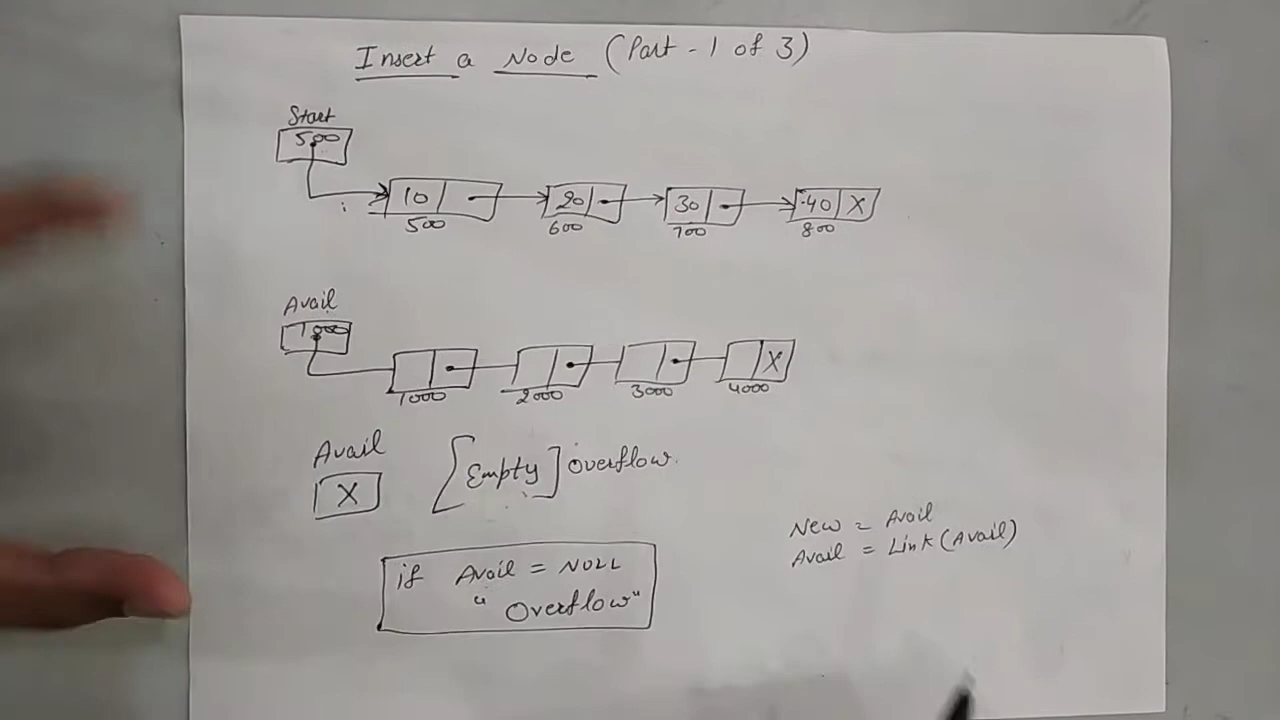 Insert a Node (Part - 1 of 3)
Start
500
10 20 30 40 X
500 600 700 800
Avail
1000
X
1000 2000 3000 4000
Avail
X
[Empty] overflow.
if Avail = NULL
"Overflow"
New = Avail
Avail = Link (Avail)